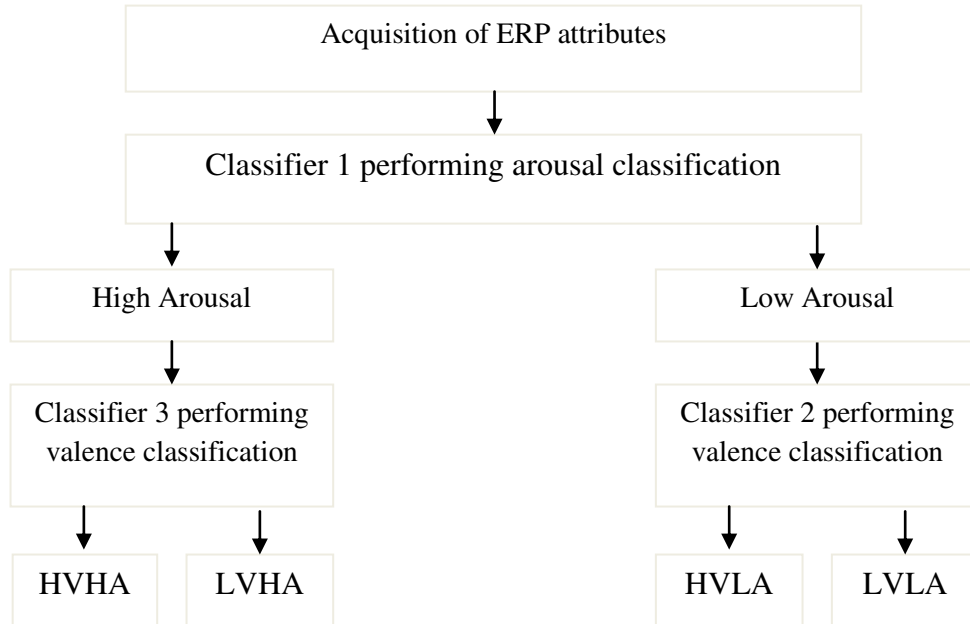 Acquisition of ERP attributes
Classifier 1 performing arousal classification
High Arousal
Low Arousal
Classifier 3 performing
valence classification
Classifier 2 performing
valence classification
HVHA
LVHA
HVLA
LVLA